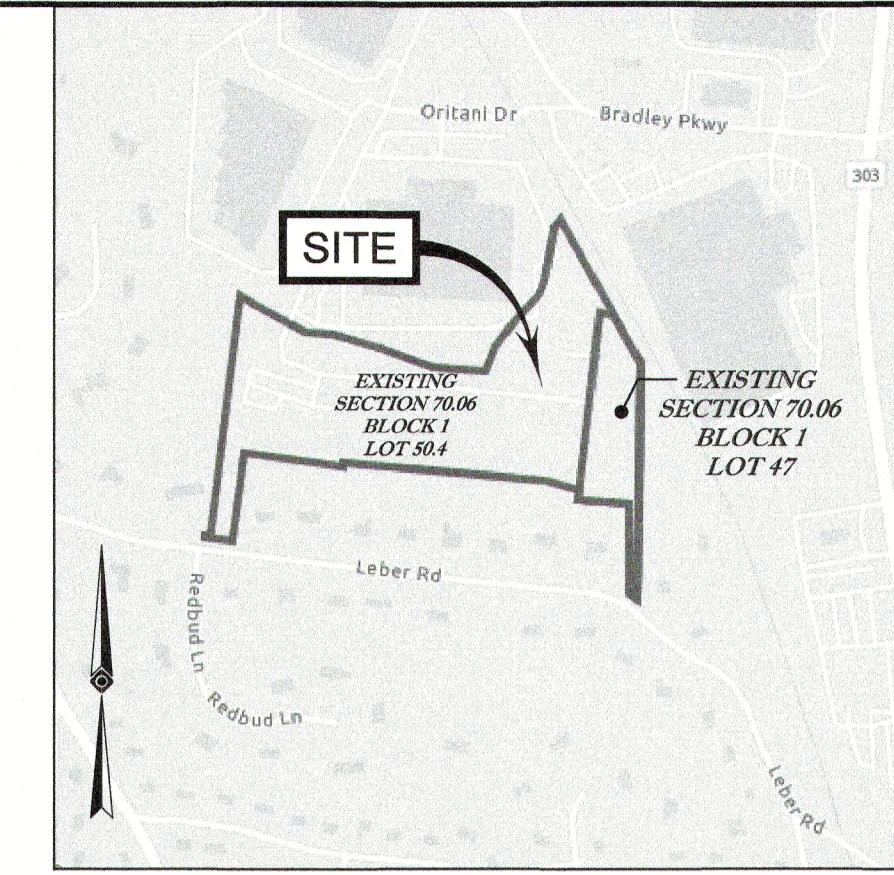 Oritani Dr
Bradley Pkwy
303
SITE
EXISTING
SECTION 70.06
BLOCK 1
LOT 50.4
EXISTING
SECTION 70.06
BLOCK 1
LOT 47
Leber Rd
Redbud Ln
Redbud Ln
Leber Rd